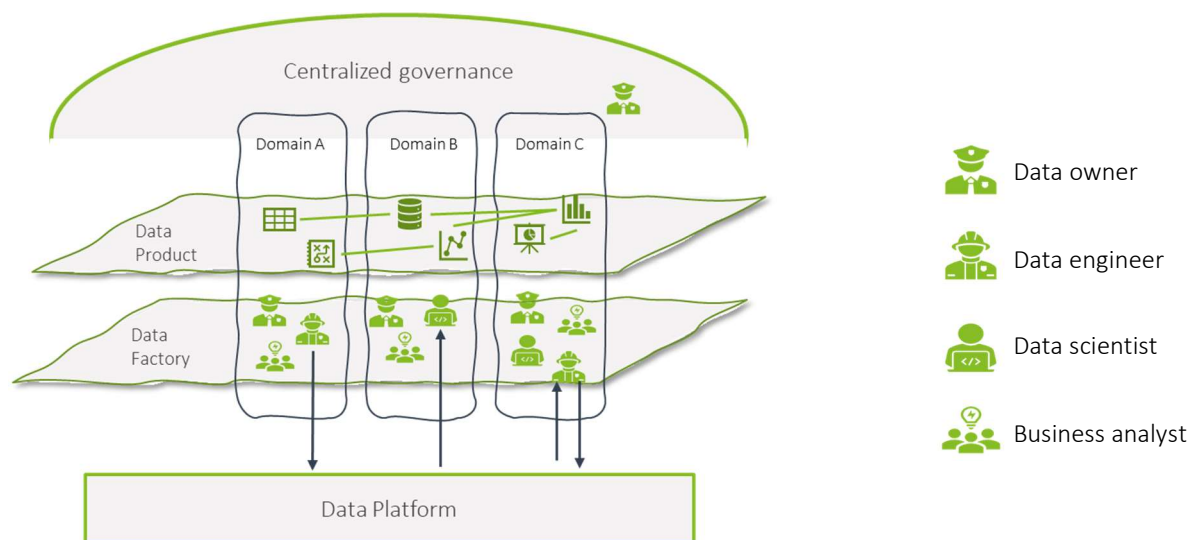 Centralized governance
Domain A
Domain B
Domain C
Data
Product
Data
Factory
Data Platform
Data owner
Data engineer
Data scientist
Business analyst